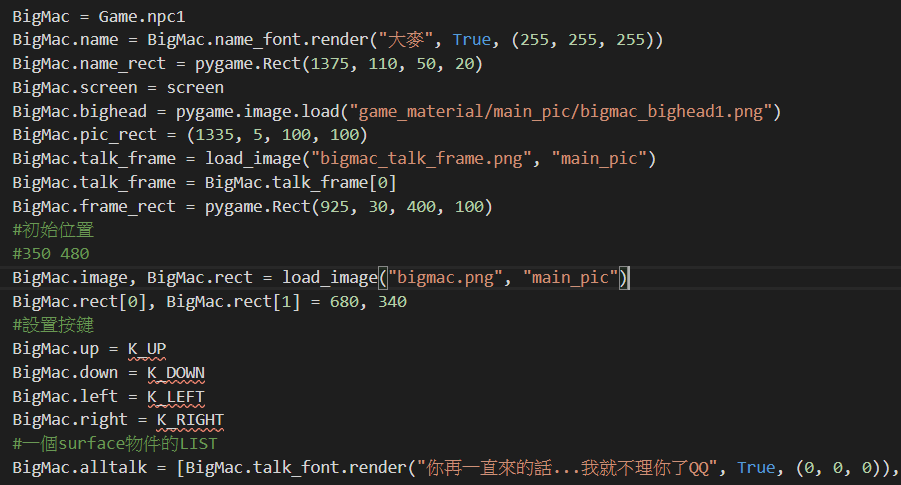 BigMac = Game.npc1
BigMac.name = BigMac.name_font.render("大麥", True, (255, 255, 255))
BigMac.name_rect = pygame.Rect(1375, 110, 50, 20)
BigMac.screen = screen
BigMac.bighead = pygame.image.load("game_material/main_pic/bigmac_bighead1.png")
BigMac.pic_rect = (1335, 5, 100, 100)
BigMac.talk_frame = load_image("bigmac_talk_frame.png", "main_pic")
BigMac.talk_frame = BigMac.talk_frame[0]
BigMac.frame_rect = pygame.Rect(925, 30, 400, 100)
#初始位置
#350 480
BigMac.image, BigMac.rect = load_image("bigmac.png", "main_pic")
BigMac.rect[0], BigMac.rect[1] = 680, 340
#設置按鍵
BigMac.up = K_UP
BigMac.down = K_DOWN
BigMac.left = K_LEFT
BigMac.right = K_RIGHT
#一個surface物件的LIST
BigMac.alltalk = [BigMac.talk_font.render("你再一直來的話...我就不理你了QQ", True, (0, 0, 0)),